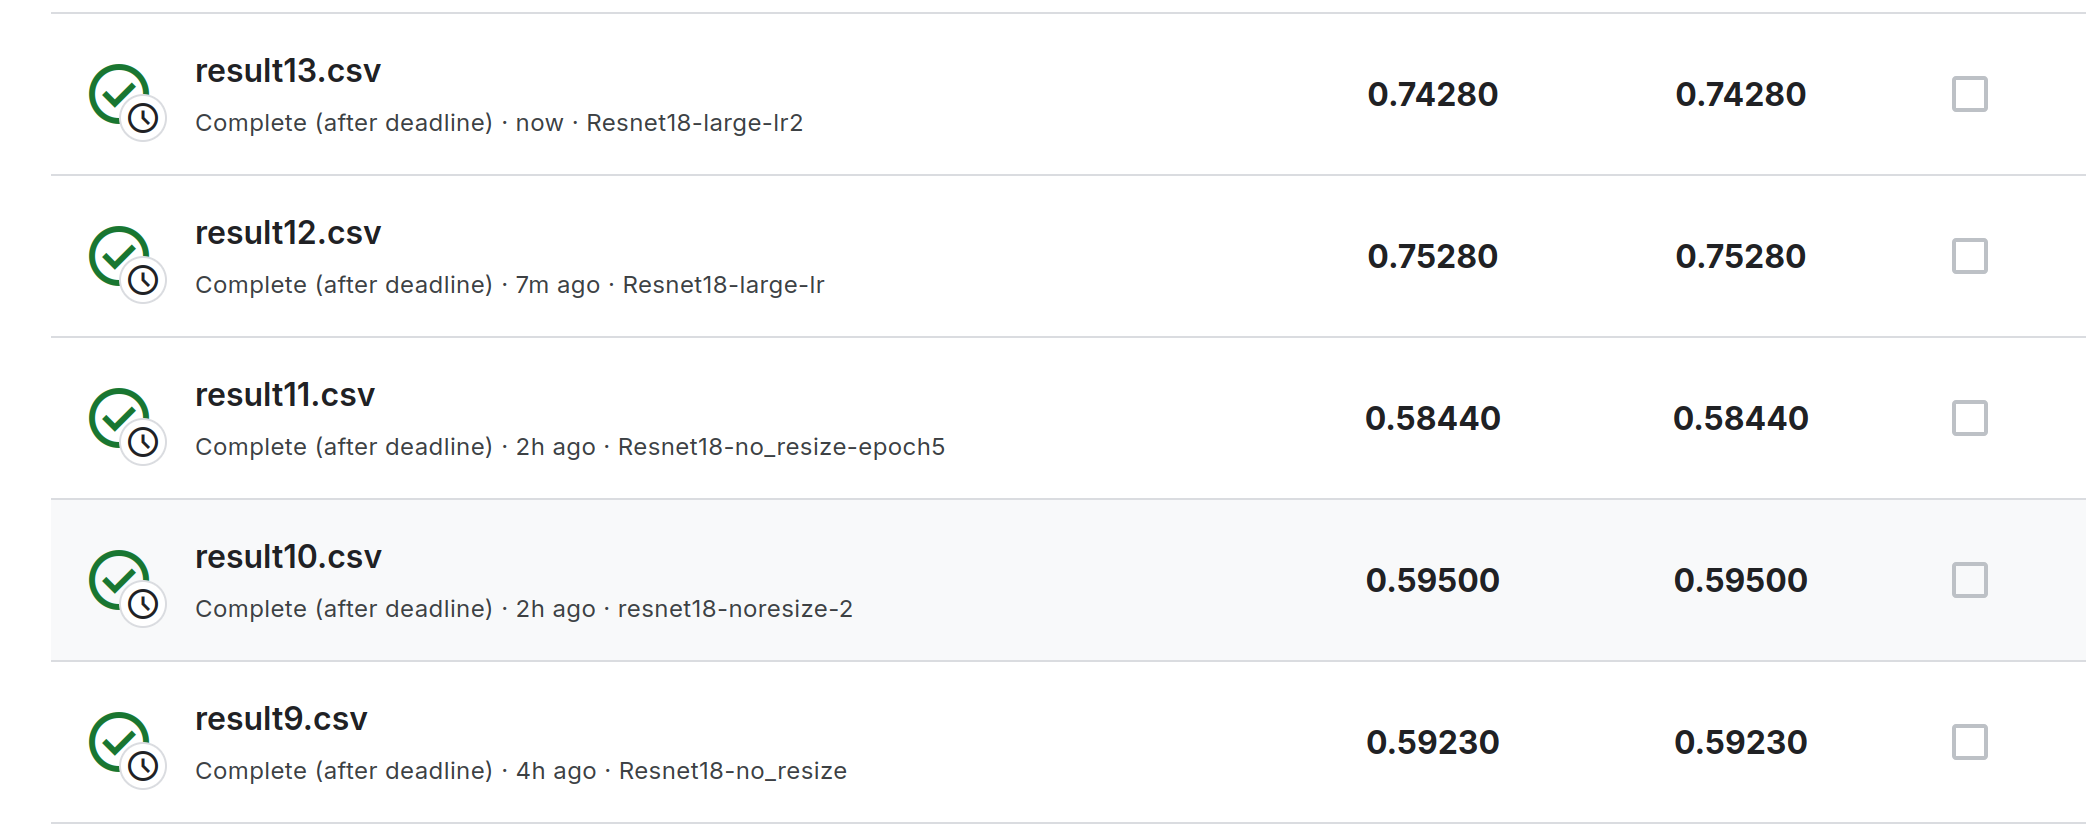 result13.csv
Complete (after deadline) · now · Resnet18-large-lr2
0.74280 0.74280
result12.csv
Complete (after deadline) · 7m ago · Resnet18-large-lr
0.75280 0.75280
result11.csv
Complete (after deadline) · 2h ago · Resnet18-no_resize-epoch5
0.58440 0.58440
result10.csv
Complete (after deadline) · 2h ago · resnet18-noresize-2
0.59500 0.59500
result9.csv
Complete (after deadline) · 4h ago · Resnet18-no_resize
0.59230 0.59230